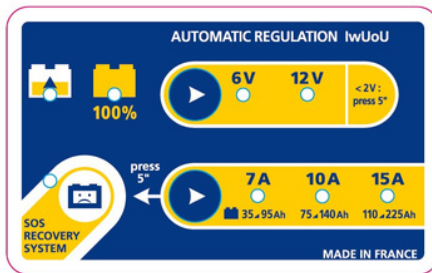 AUTOMATIC REGULATION IwUoU
6V 12V
< 2V :
press 5"
100%
press
5"
7A 10A 15A
35⊿95Ah 75⊿140Ah 110⊿225Ah
SOS
RECOVERY
SYSTEM
MADE IN FRANCE